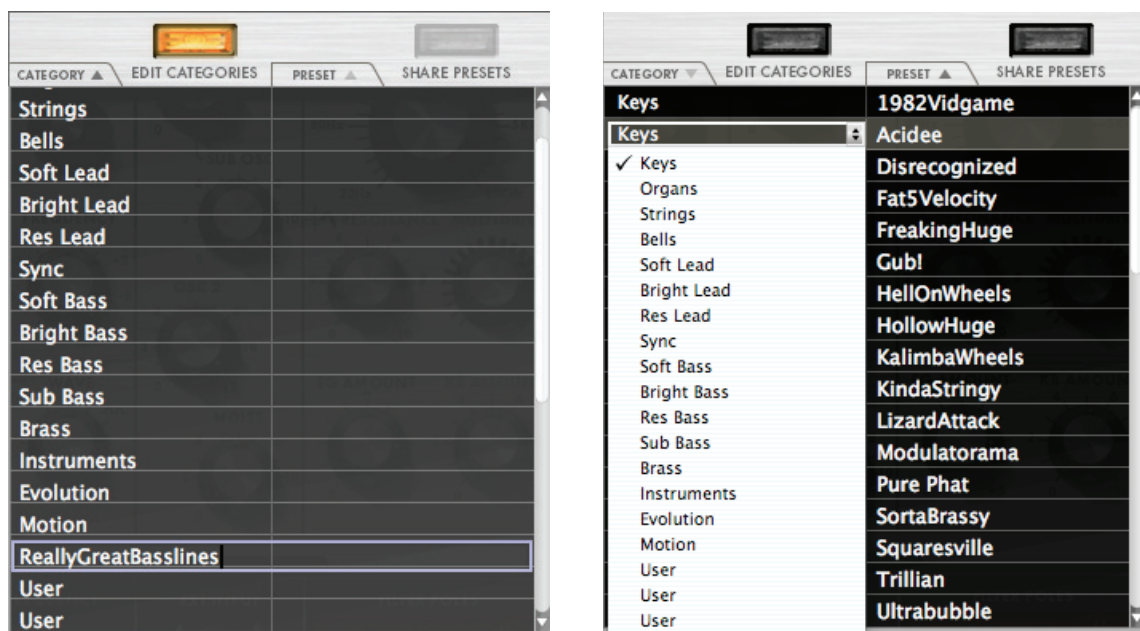 CATEGORY ▲ EDIT CATEGORIES PRESET ▲ SHARE PRESETS
Strings
Bells
Soft Lead
Bright Lead
Res Lead
Sync
Soft Bass
Bright Bass
Res Bass
Sub Bass
Brass
Instruments
Evolution
Motion
ReallyGreatBasslines
User
User
CATEGORY ▼ EDIT CATEGORIES PRESET ▲ SHARE PRESETS
Keys
Keys
✓ Keys
Organs
Strings
Bells
Soft Lead
Bright Lead
Res Lead
Sync
Soft Bass
Bright Bass
Res Bass
Sub Bass
Brass
Instruments
Evolution
Motion
User
User
User
1982Vidgame
Acidee
Disrecognized
Fat5Velocity
FreakingHuge
Gub!
HellOnWheels
HollowHuge
KalimbaWheels
KindaStringy
LizardAttack
Modulatorama
Pure Phat
SortaBrassy
Squaresville
Trillian
Ultrabubble